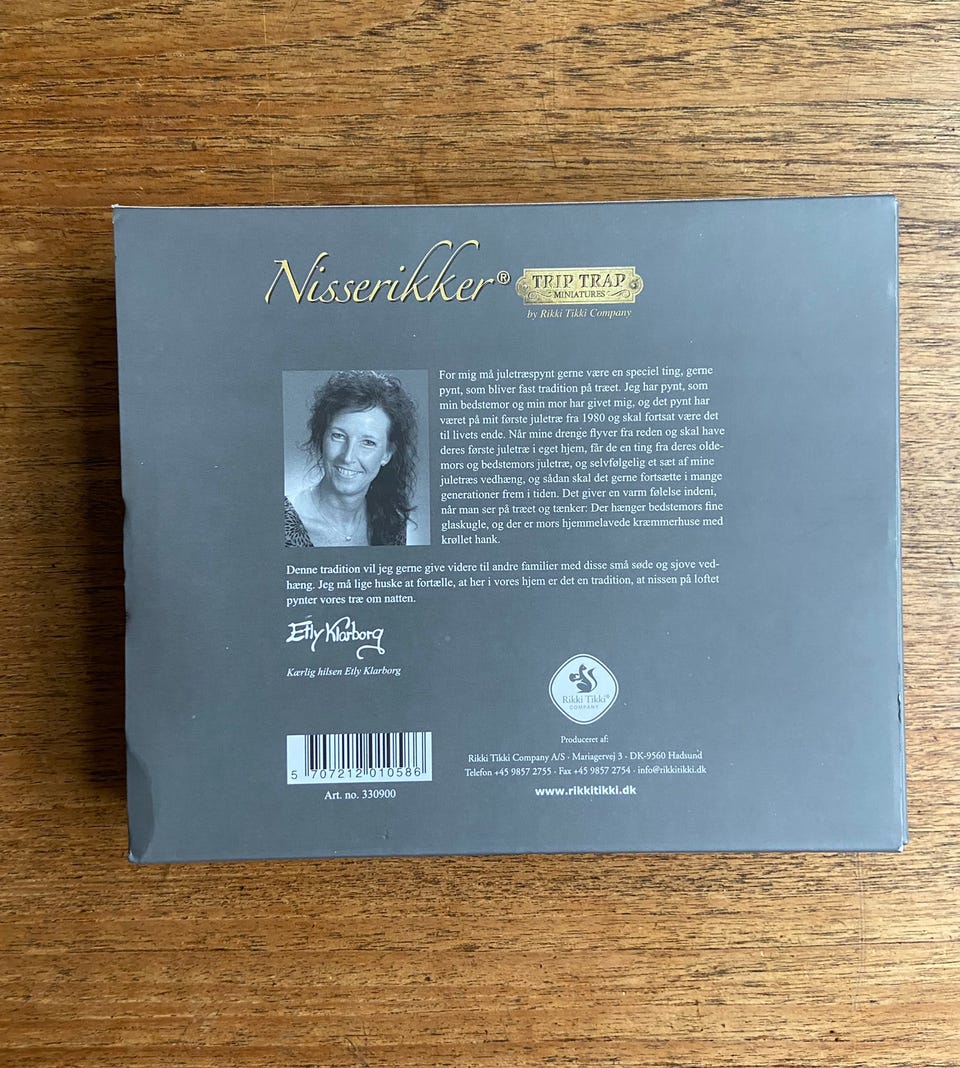 Nisserikker®
TRIP TRAP
MINIATURES
by Rikki Tikki Company
For mig må juletræspynt gerne være en speciel ting, gerne
pynt, som bliver fast tradition på træet. Jeg har pynt, som
min bedstemor og min mor har givet mig, og det pynt har
været på mit første juletræ fra 1980 og skal fortsat være det
til livets ende. Når mine drenge flyver fra reden og skal have
deres første juletræ i eget hjem, får de en ting fra deres olde-
mors og bedstemors juletræ, og selvfølgelig et sæt af mine
juletræs vedhæng, og sådan skal det gerne fortsætte i mange
generationer frem i tiden. Det giver en varm følelse indeni,
når man ser på træet og tænker: Der hænger bedstemors fine
glaskugle, og der er mors hjemmelavede kræmmerhuse med
krøllet hank.
Denne tradition vil jeg gerne give videre til andre familier med disse små søde og sjove ved-
hæng. Jeg må lige huske at fortælle, at her i vores hjem er det en tradition, at nissen på loftet
pynter vores træ om natten.
Etly Klarborg
Kærlig hilsen Etly Klarborg
Rikki Tikki®
COMPANY
Produceret af:
Rikki Tikki Company A/S · Mariagervej 3 · DK-9560 Hadsund
Telefon +45 9857 2755 · Fax +45 9857 2754 · info@rikkitikki.dk
www.rikkitikki.dk
5 707212 010586
Art. no. 330900